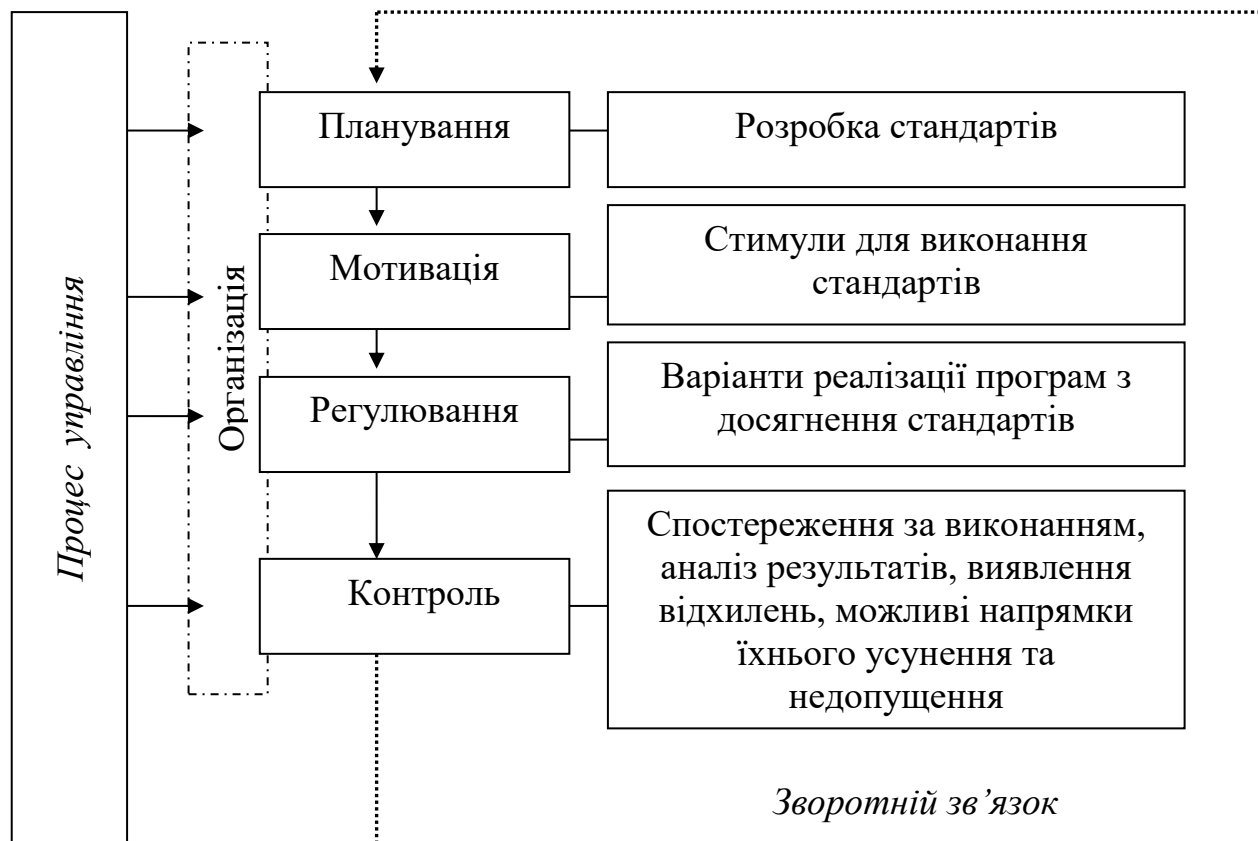 Процес управління
Організація
Планування
Розробка стандартів
Мотивація
Стимули для виконання
стандартів
Регулювання
Варіанти реалізації програм з
досягнення стандартів
Контроль
Спостереження за виконанням,
аналіз результатів, виявлення
відхилень, можливі напрямки
їхнього усунення та
недопущення
Зворотній зв’язок